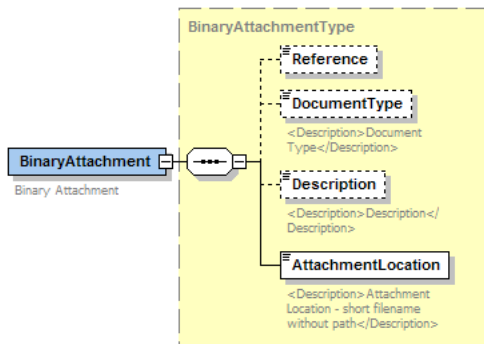 BinaryAttachmentType
Reference
DocumentType
<Description>Document
Type</Description>
BinaryAttachment
Binary Attachment
Description
<Description>Description</
Description>
AttachmentLocation
<Description>Attachment
Location - short filename
without path</Description>